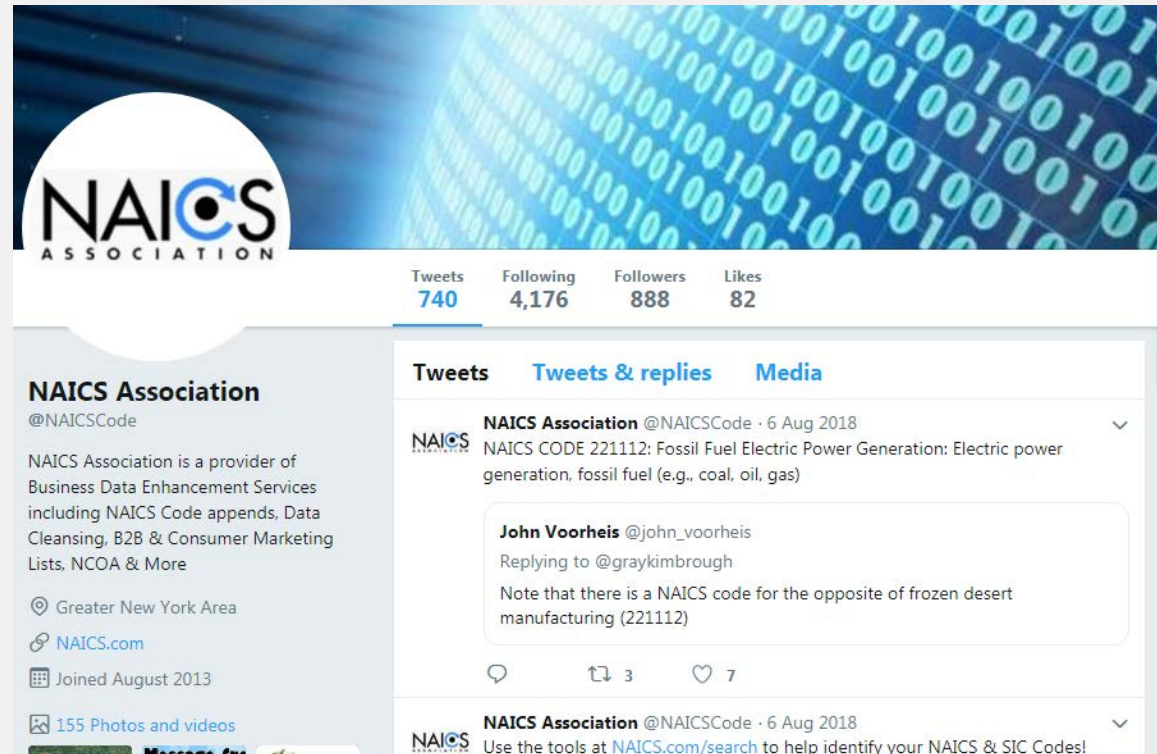 NAICS
ASSOCIATION
Tweets Following Followers Likes
740 4,176 888 82
NAICS Association
@NAICSCode
NAICS Association is a provider of
Business Data Enhancement Services
including NAICS Code appends, Data
Cleansing, B2B & Consumer Marketing
Lists, NCOA & More
Greater New York Area
NAICS.com
Joined August 2013
155 Photos and videos
Tweets Tweets & replies Media
NAICS Association @NAICSCode · 6 Aug 2018
NAICS
ASSOCIATION
NAICS CODE 221112: Fossil Fuel Electric Power Generation: Electric power
generation, fossil fuel (e.g., coal, oil, gas)
John Voorheis @john_voorheis
Replying to @graykimbrough
Note that there is a NAICS code for the opposite of frozen desert
manufacturing (221112)
3 7
NAICS Association @NAICSCode · 6 Aug 2018
NAICS
ASSOCIATION
Use the tools at NAICS.com/search to help identify your NAICS & SIC Codes!